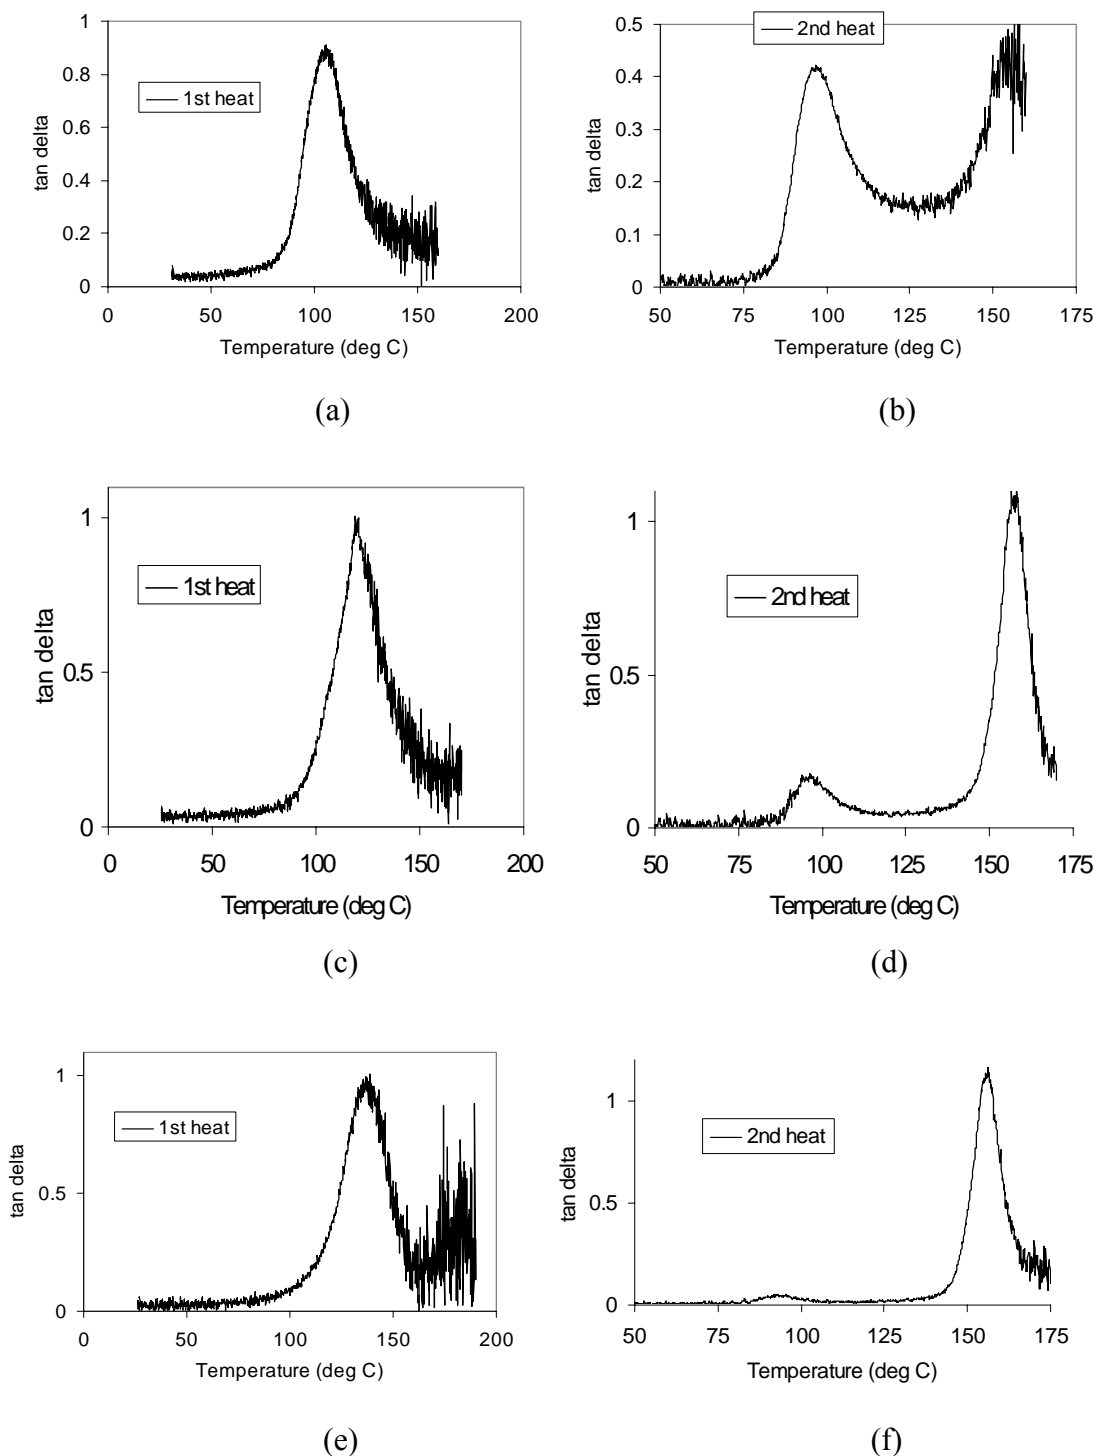 1
0.8
0.6
0.4
0.2
0
0 50 100 150 200
tan delta
Temperature (deg C)
1st heat
(a)
0.5
0.4
0.3
0.2
0.1
0
50 75 100 125 150 175
tan delta
Temperature (deg C)
2nd heat
(b)
1
0.5
0
0 50 100 150 200
tan delta
Temperature (deg C)
1st heat
(c)
1
0.5
0
50 75 100 125 150 175
tan delta
Temperature (deg C)
2nd heat
(d)
1
0.5
0
0 50 100 150 200
tan delta
Temperature (deg C)
1st heat
(e)
1
0.5
0
50 75 100 125 150 175
tan delta
Temperature (deg C)
2nd heat
(f)